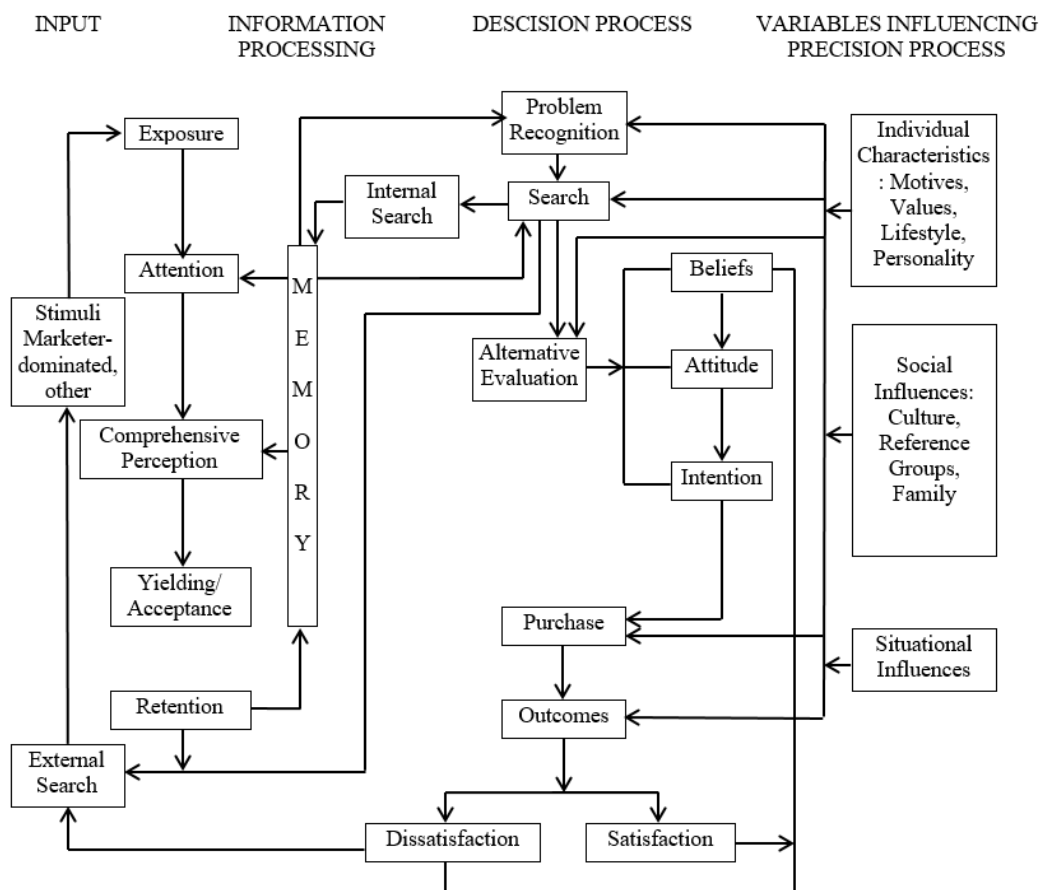 INPUT
INFORMATION
PROCESSING
DESCISION PROCESS
VARIABLES INFLUENCING
PRECISION PROCESS
Exposure
Attention
Stimuli
Marketer-
dominated,
other
Comprehensive
Perception
Yielding/
Acceptance
Retention
External
Search
Internal
Search
M
E
M
O
R
Y
Problem
Recognition
Search
Alternative
Evaluation
Beliefs
Attitude
Intention
Purchase
Outcomes
Dissatisfaction
Satisfaction
Individual
Characteristics
: Motives,
Values,
Lifestyle,
Personality
Social
Influences:
Culture,
Reference
Groups,
Family
Situational
Influences